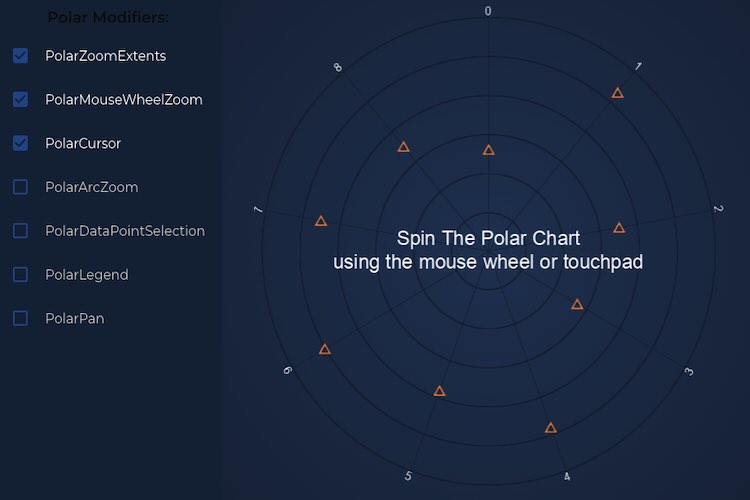 Polar Modifiers:
PolarZoomExtents
PolarMouseWheelZoom
PolarCursor
PolarArcZoom
PolarDataPointSelection
PolarLegend
PolarPan
0
1
2
3
4
5
6
7
8
Spin The Polar Chart
using the mouse wheel or touchpad